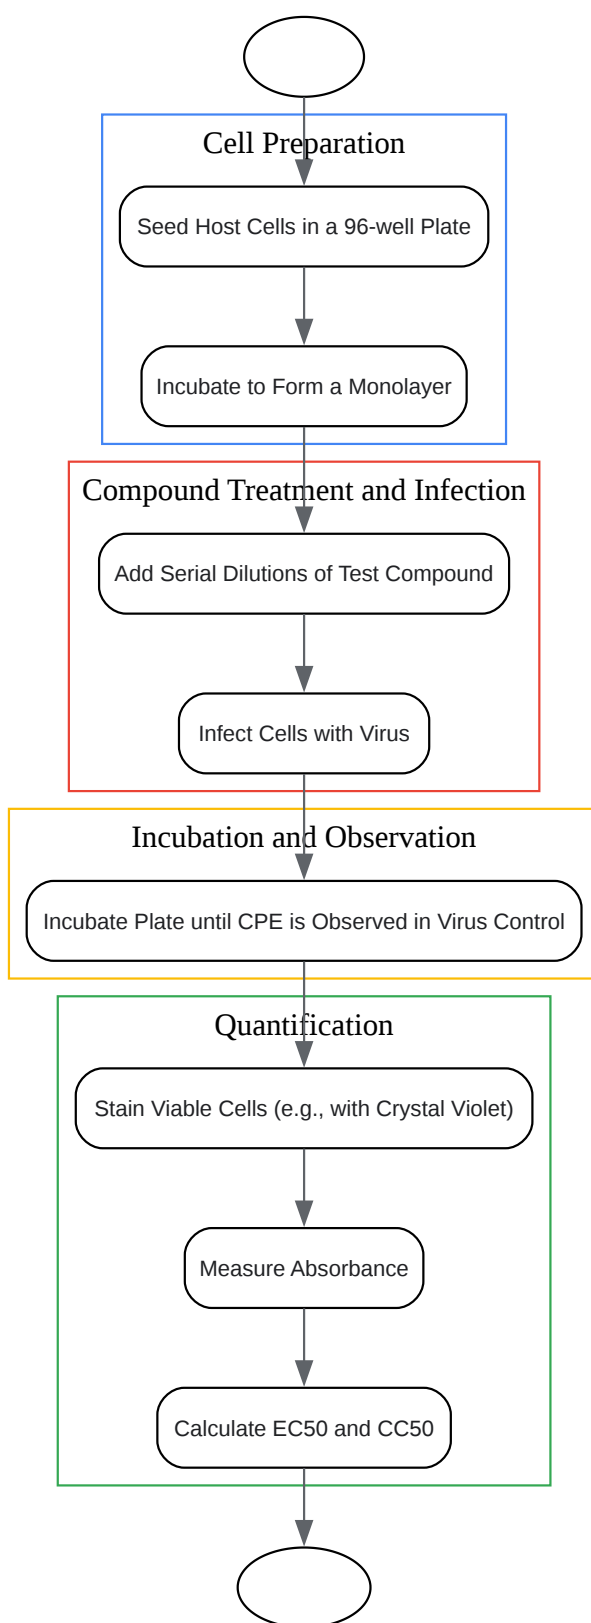 Cell Preparation
Seed Host Cells in a 96-well Plate
Incubate to Form a Monolayer
Compound Treatment and Infection
Add Serial Dilutions of Test Compound
Infect Cells with Virus
Incubation and Observation
Incubate Plate until CPE is Observed in Virus Control
Quantification
Stain Viable Cells (e.g., with Crystal Violet)
Measure Absorbance
Calculate EC50 and CC50